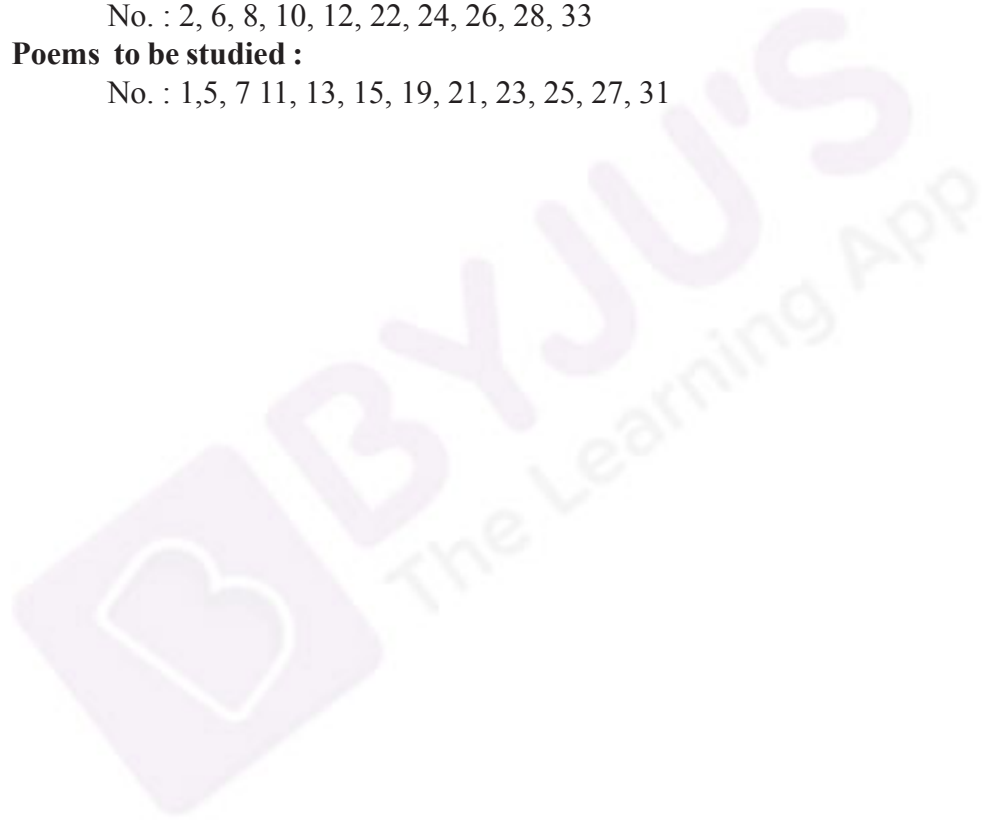 No. : 2, 6, 8, 10, 12, 22, 24, 26, 28, 33
Poems to be studied :
No. : 1,5, 7 11, 13, 15, 19, 21, 23, 25, 27, 31
BYJU'S
The Learning App